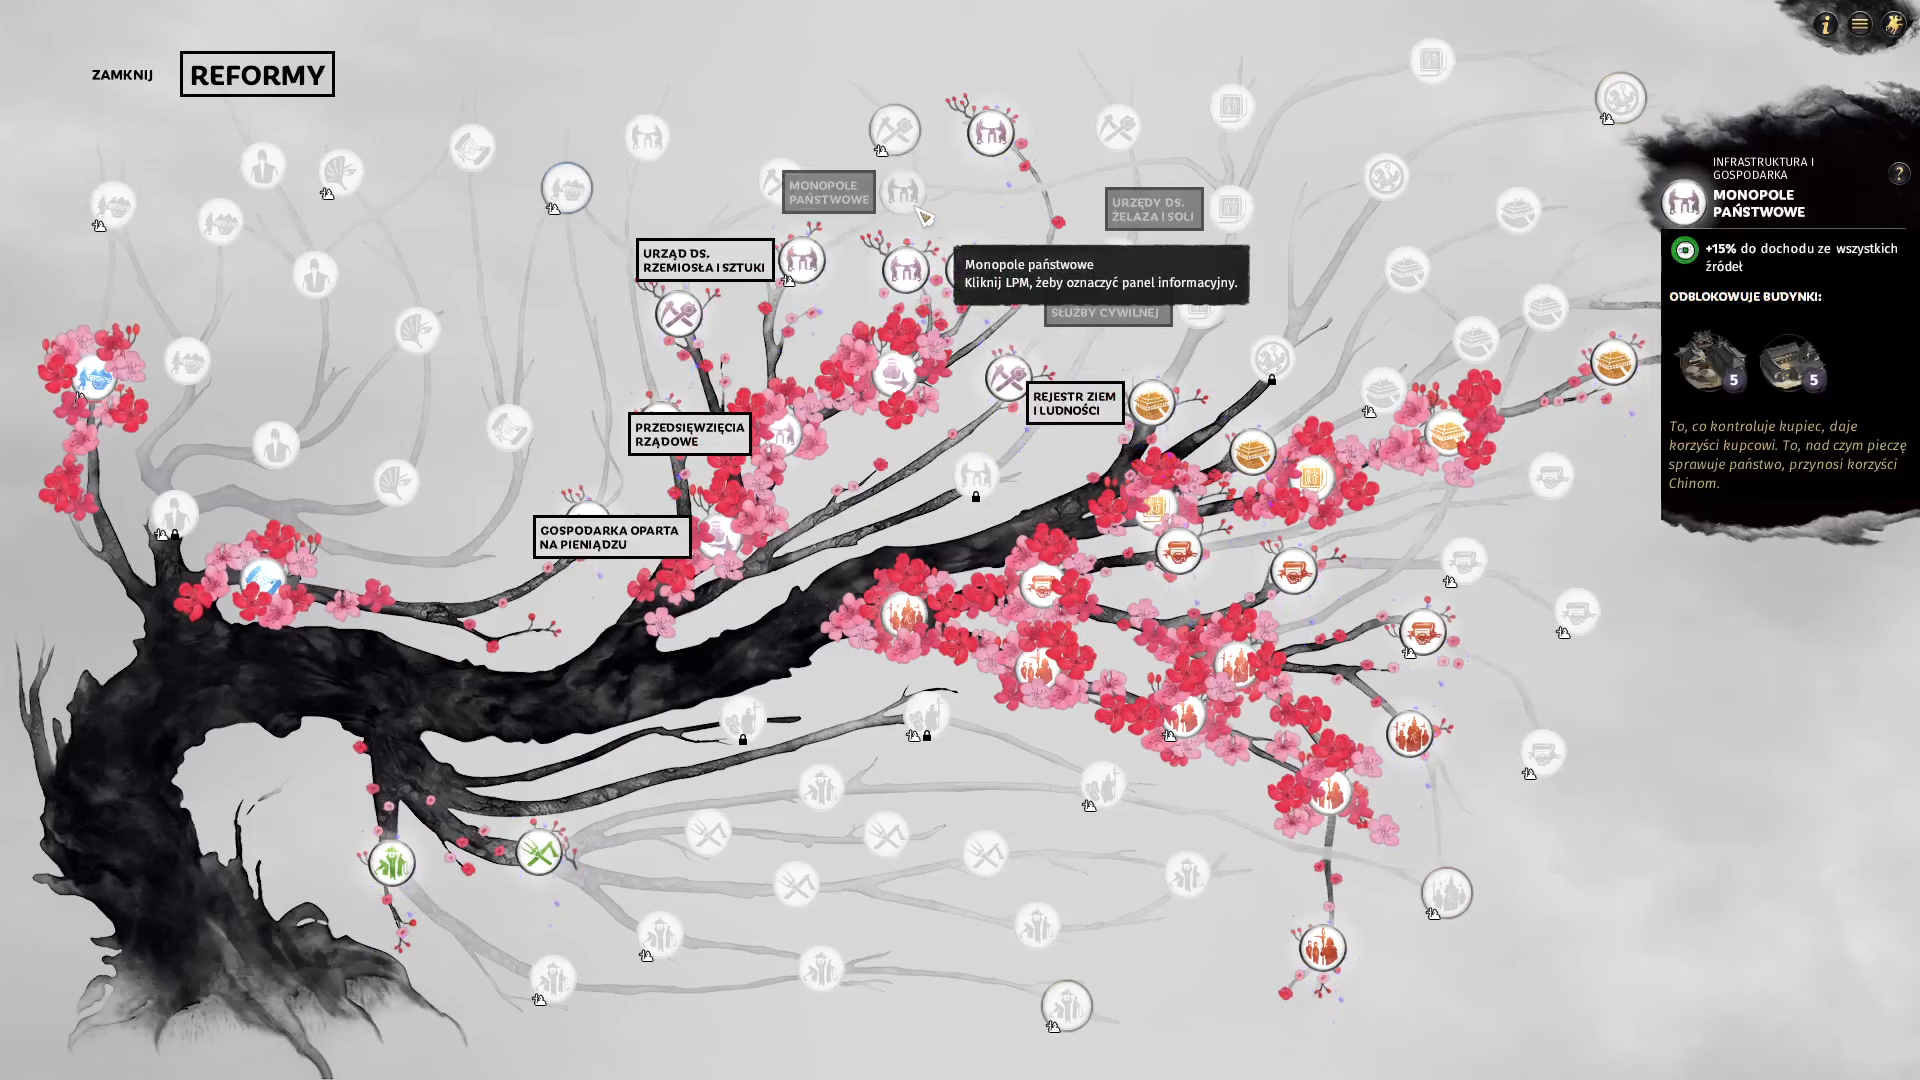 ZAMKNIJ
REFORMY
MONOPOLE
PAŃSTWOWE
URZĘDY DS.
ŻELAZA I SOLI
URZĄD DS.
RZEMIOSŁA I SZTUKI
Monopole państwowe
Kliknij LPM, żeby oznaczyć panel informacyjny.
SŁUŻBY CYWILNEJ
REJESTR ZIEM
I LUDNOŚCI
PRZEDSIĘWZIĘCIA
RZĄDOWE
GOSPODARKA OPARTA
NA PIENIĄDZU
INFRASTRUKTURA I
GOSPODARKA
?
MONOPOLE
PAŃSTWOWE
+15% do dochodu ze wszystkich
źródeł
ODBLOKOWUJE BUDYNKI:
5
5
To, co kontroluje kupiec, daje
korzyści kupcowi. To, nad czym pieczę
sprawuje państwo, przynosi korzyści
Chinom.